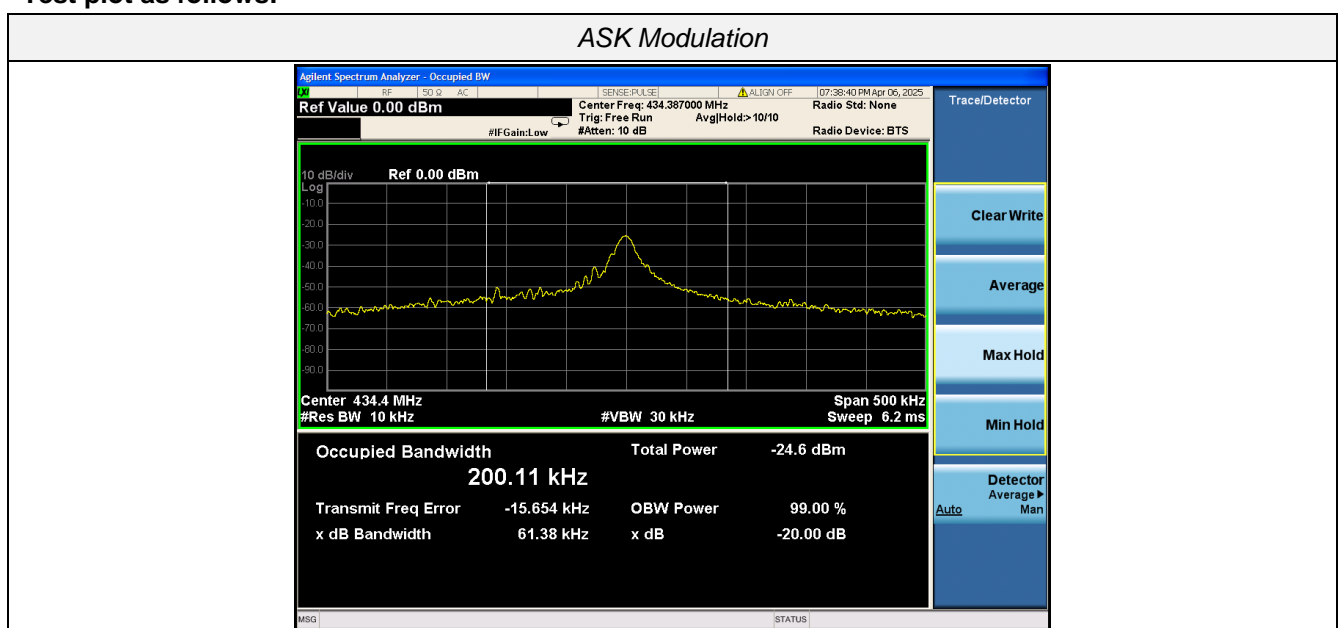 Test plot as follows:
ASK Modulation
Agilent Spectrum Analyzer - Occupied BW
RF 50 Ω AC SENSE:PULSE ALIGN OFF 07:38:40 PM Apr 06, 2025
Ref Value 0.00 dBm
Center Freq: 434.387000 MHz Radio Std: None
Trig: Free Run Avg|Hold:>10/10
#IFGain:Low #Atten: 10 dB Radio Device: BTS
10 dB/div Ref 0.00 dBm
Log
-10.0
-20.0
-30.0
-40.0
-50.0
-60.0
-70.0
-80.0
-90.0
Center 434.4 MHz Span 500 kHz
#Res BW 10 kHz #VBW 30 kHz Sweep 6.2 ms
Occupied Bandwidth Total Power -24.6 dBm
200.11 kHz
Transmit Freq Error -15.654 kHz OBW Power 99.00 %
x dB Bandwidth 61.38 kHz x dB -20.00 dB
MSG STATUS
Trace/Detector
Clear Write
Average
Max Hold
Min Hold
Detector
Average
Auto Man